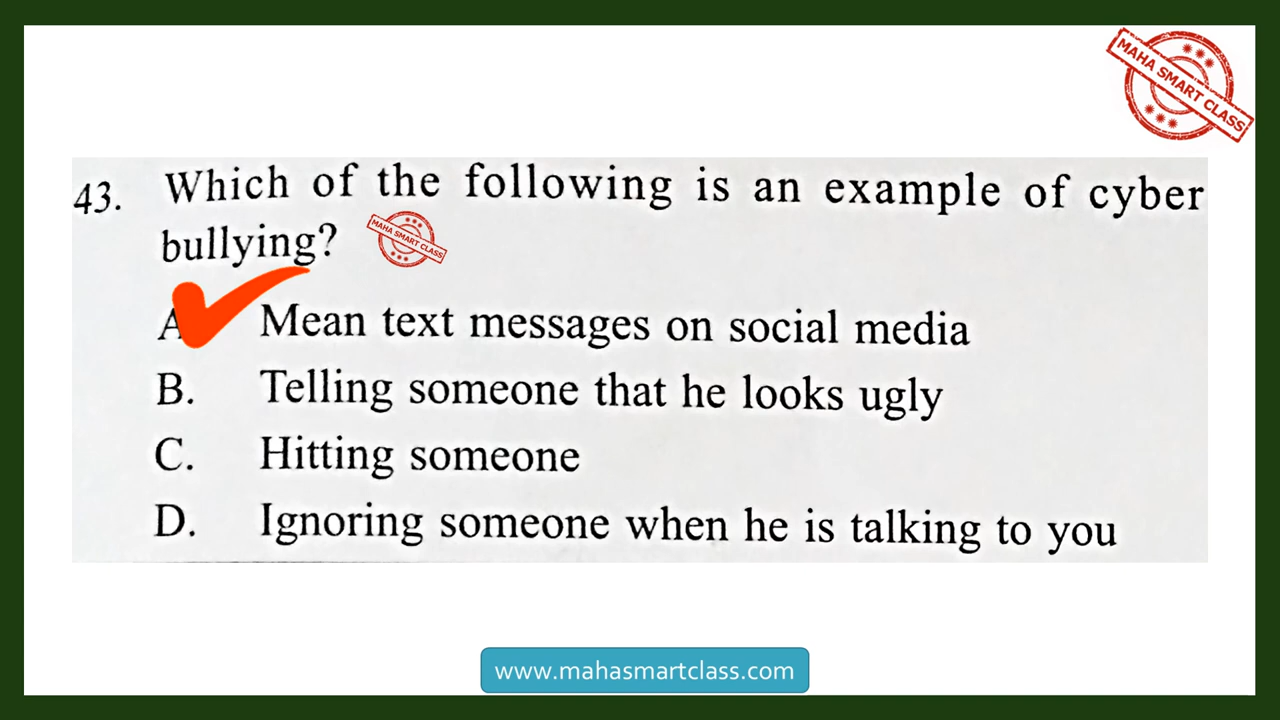 MAHA SMART CLASS
43. Which of the following is an example of cyber
bullying?
MAHA SMART CLASS
A. Mean text messages on social media
B. Telling someone that he looks ugly
C. Hitting someone
D. Ignoring someone when he is talking to you
www.mahasmartclass.com